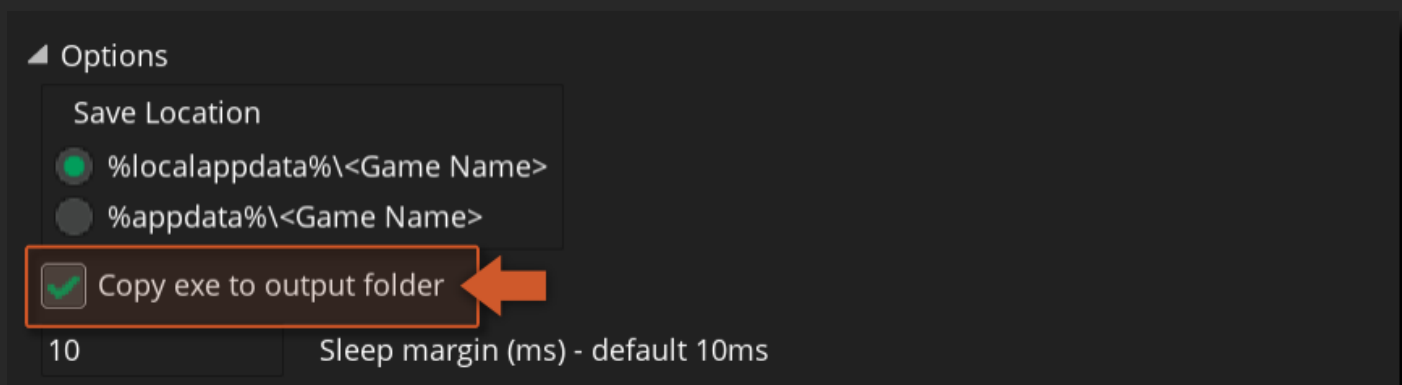 Options
Save Location
%localappdata%\<Game Name>
%appdata%\<Game Name>
Copy exe to output folder
10 Sleep margin (ms) - default 10ms